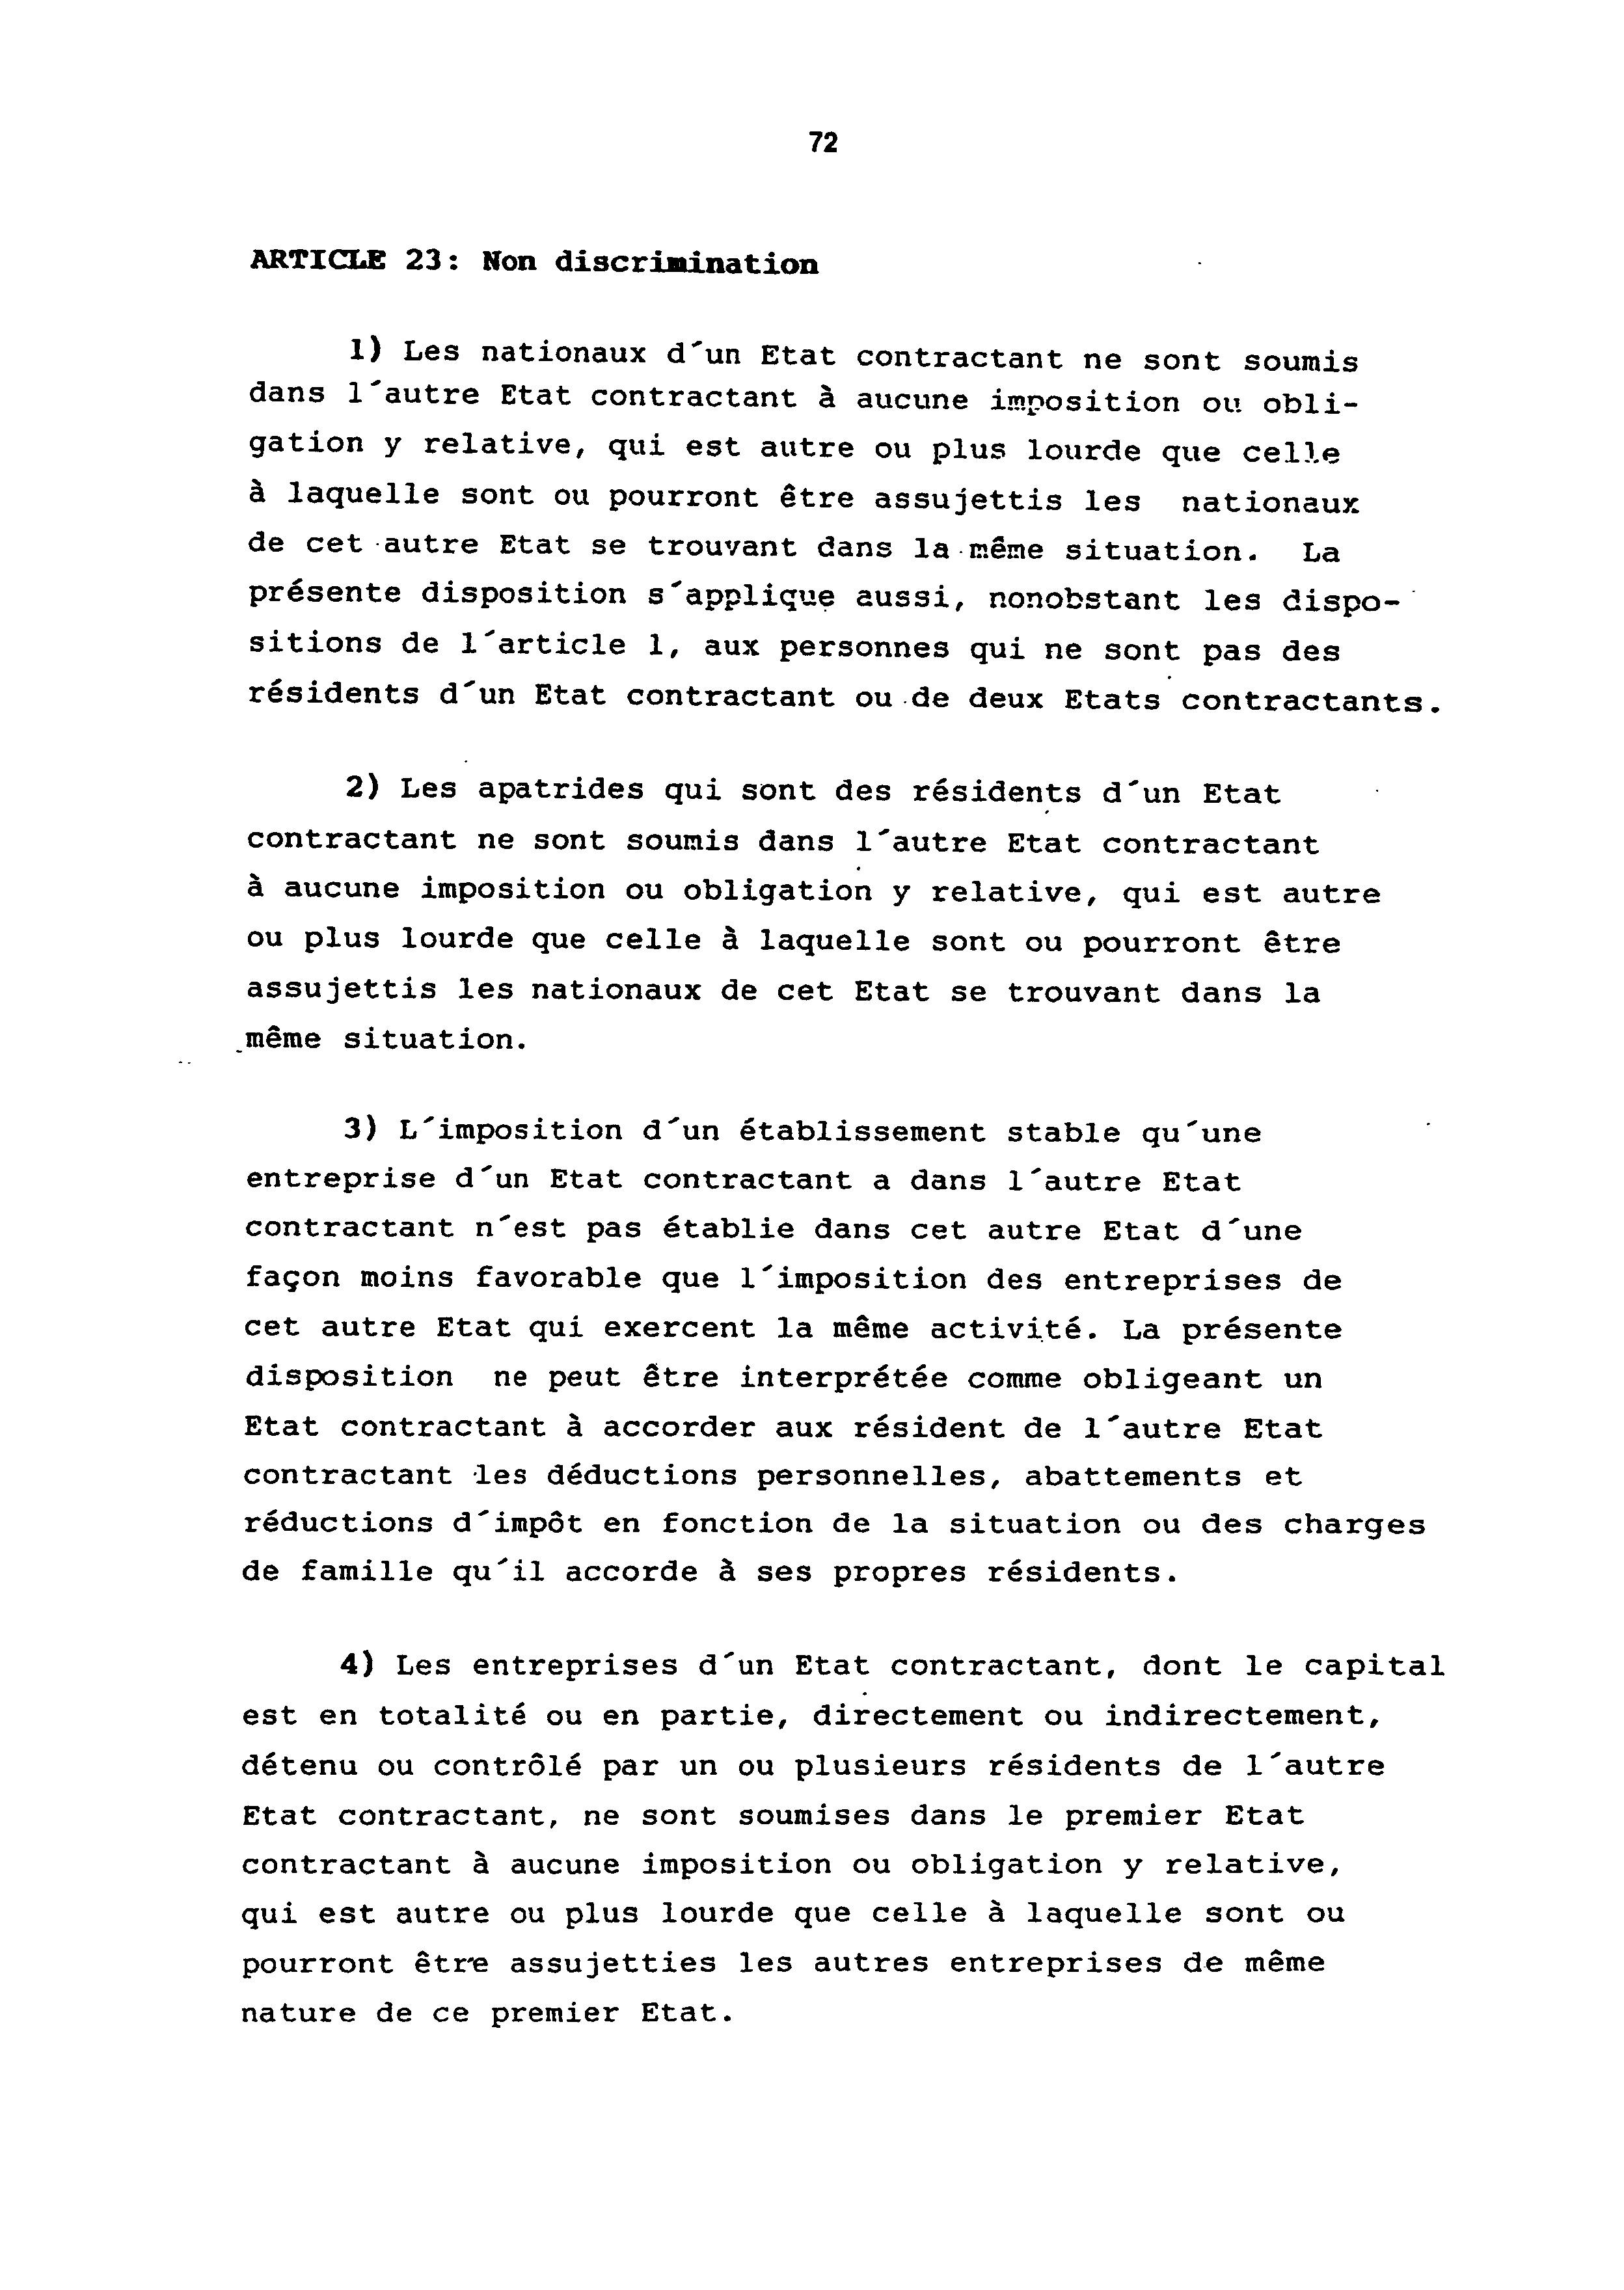 72
ARTICLE 23: Non discrimination
1) Les nationaux d´un Etat contractant ne sont soumis
dans l´autre Etat contractant à aucune imposition ou obli-
gation y relative, qui est autre ou plus lourde que celle
à laquelle sont ou pourront être assujettis les nationaux
de cet autre Etat se trouvant dans la même situation. La
présente disposition s´applique aussi, nonobstant les dispo-
sitions de l´article 1, aux personnes qui ne sont pas des
résidents d´un Etat contractant ou de deux Etats contractants.
2) Les apatrides qui sont des résidents d´un Etat
contractant ne sont soumis dans l´autre Etat contractant
à aucune imposition ou obligation y relative, qui est autre
ou plus lourde que celle à laquelle sont ou pourront être
assujettis les nationaux de cet Etat se trouvant dans la
même situation.
3) L´imposition d´un établissement stable qu´une
entreprise d´un Etat contractant a dans l´autre Etat
contractant n´est pas établie dans cet autre Etat d´une
façon moins favorable que l´imposition des entreprises de
cet autre Etat qui exercent la même activité. La présente
disposition ne peut être interprétée comme obligeant un
Etat contractant à accorder aux résident de l´autre Etat
contractant les déductions personnelles, abattements et
réductions d´impôt en fonction de la situation ou des charges
de famille qu´il accorde à ses propres résidents.
4) Les entreprises d´un Etat contractant, dont le capital
est en totalité ou en partie, directement ou indirectement,
détenu ou contrôlé par un ou plusieurs résidents de l´autre
Etat contractant, ne sont soumises dans le premier Etat
contractant à aucune imposition ou obligation y relative,
qui est autre ou plus lourde que celle à laquelle sont ou
pourront être assujetties les autres entreprises de même
nature de ce premier Etat.